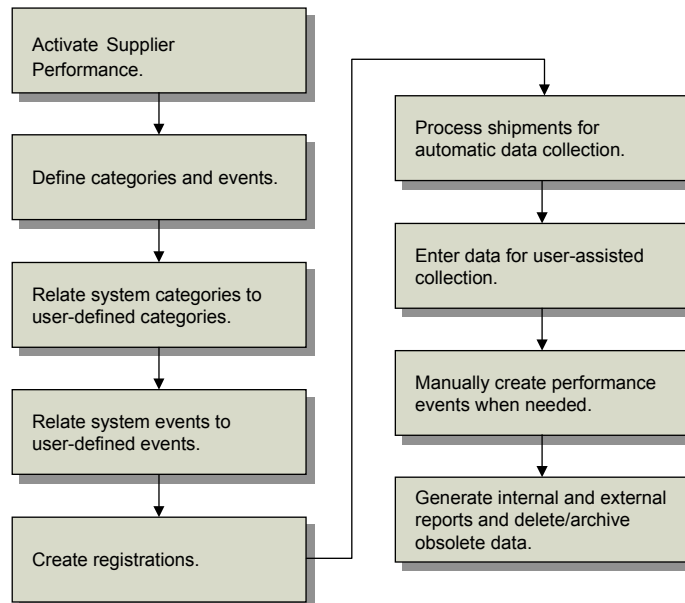 Activate Supplier
Performance.
Define categories and events.
Relate system categories to
user-defined categories.
Relate system events to
user-defined events.
Create registrations.
Process shipments for
automatic data collection.
Enter data for user-assisted
collection.
Manually create performance
events when needed.
Generate internal and external
reports and delete/archive
obsolete data.